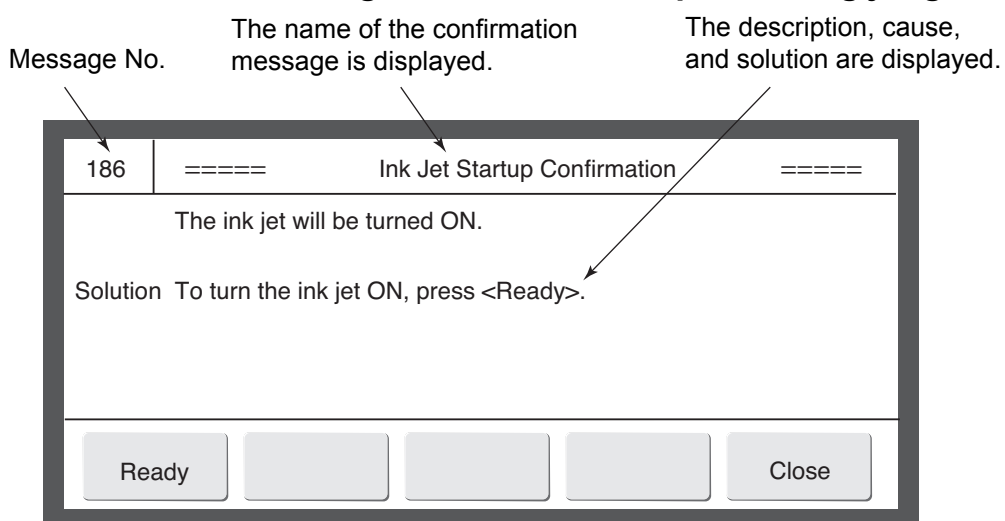 The name of the confirmation
message is displayed.
The description, cause,
and solution are displayed.
Message No.
186 ===== Ink Jet Startup Confirmation =====
The ink jet will be turned ON.
Solution To turn the ink jet ON, press <Ready>.
Ready Close